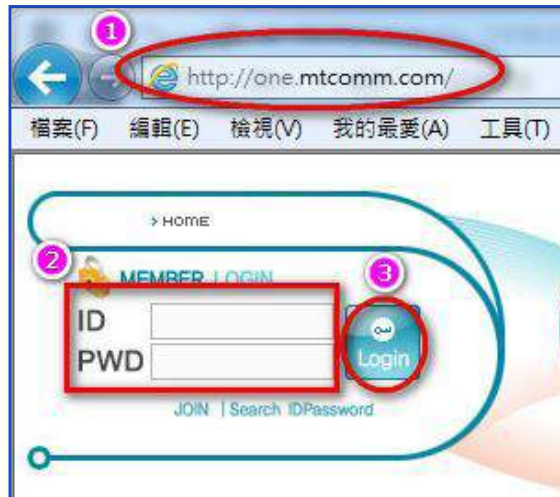 1
http://one.mtcomm.com/
檔案(F) 編輯(E) 檢視(V) 我的最愛(A) 工具(T)
> HOME
2
MEMBER LOGIN
3
ID
PWD
Login
JOIN | Search IDPassword